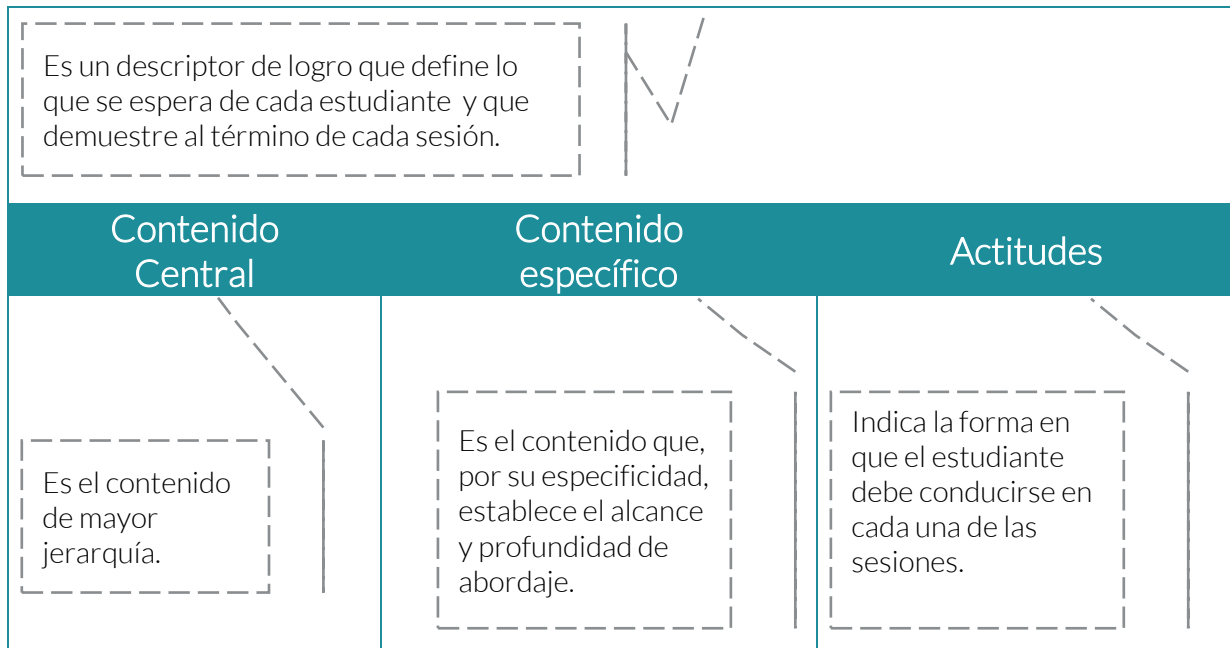 Es un descriptor de logro que define lo
que se espera de cada estudiante y que
demuestre al término de cada sesión.
Contenido
Central
Contenido
específico
Actitudes
Es el contenido
de mayor
jerarquía.
Es el contenido que,
por su especificidad,
establece el alcance
y profundidad de
abordaje.
Indica la forma en
que el estudiante
debe conducirse en
cada una de las
sesiones.